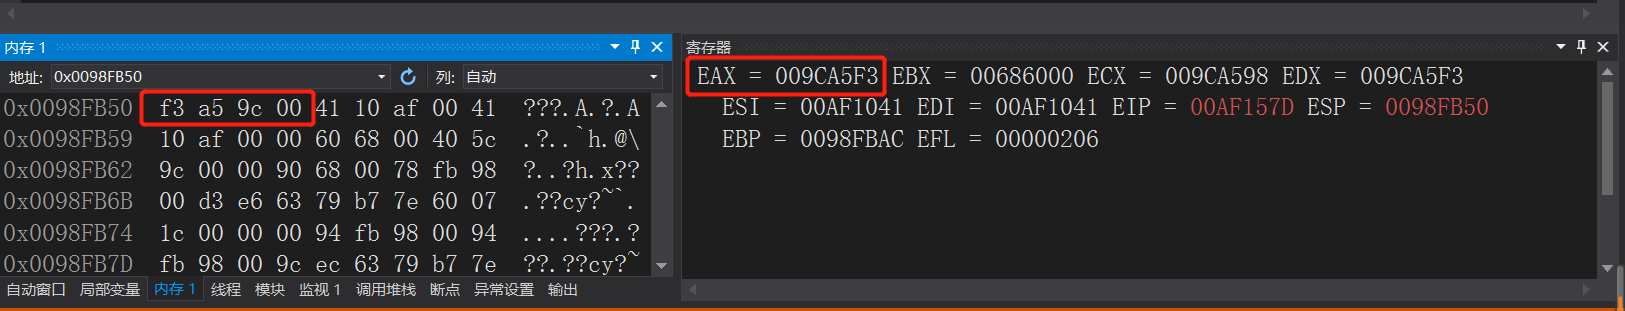 内存 1
地址: 0x0098FB50 列: 自动
0x0098FB50 f3 a5 9c 00 41 10 af 00 41 ???.A.?.A
0x0098FB59 10 af 00 00 60 68 00 40 5c .?..`h.@\
0x0098FB62 9c 00 00 90 68 00 78 fb 98 ?..?h.x??
0x0098FB6B 00 d3 e6 63 79 b7 7e 60 07 .??cy?~`.
0x0098FB74 1c 00 00 00 94 fb 98 00 94 ....???.?
0x0098FB7D fb 98 00 9c ec 63 79 b7 7e ??.??cy?~
自动窗口 局部变量 内存 1 线程 模块 监视 1 调用堆栈 断点 异常设置 输出
寄存器
EAX = 009CA5F3 EBX = 00686000 ECX = 009CA598 EDX = 009CA5F3
ESI = 00AF1041 EDI = 00AF1041 EIP = 00AF157D ESP = 0098FB50
EBP = 0098FBAC EFL = 00000206